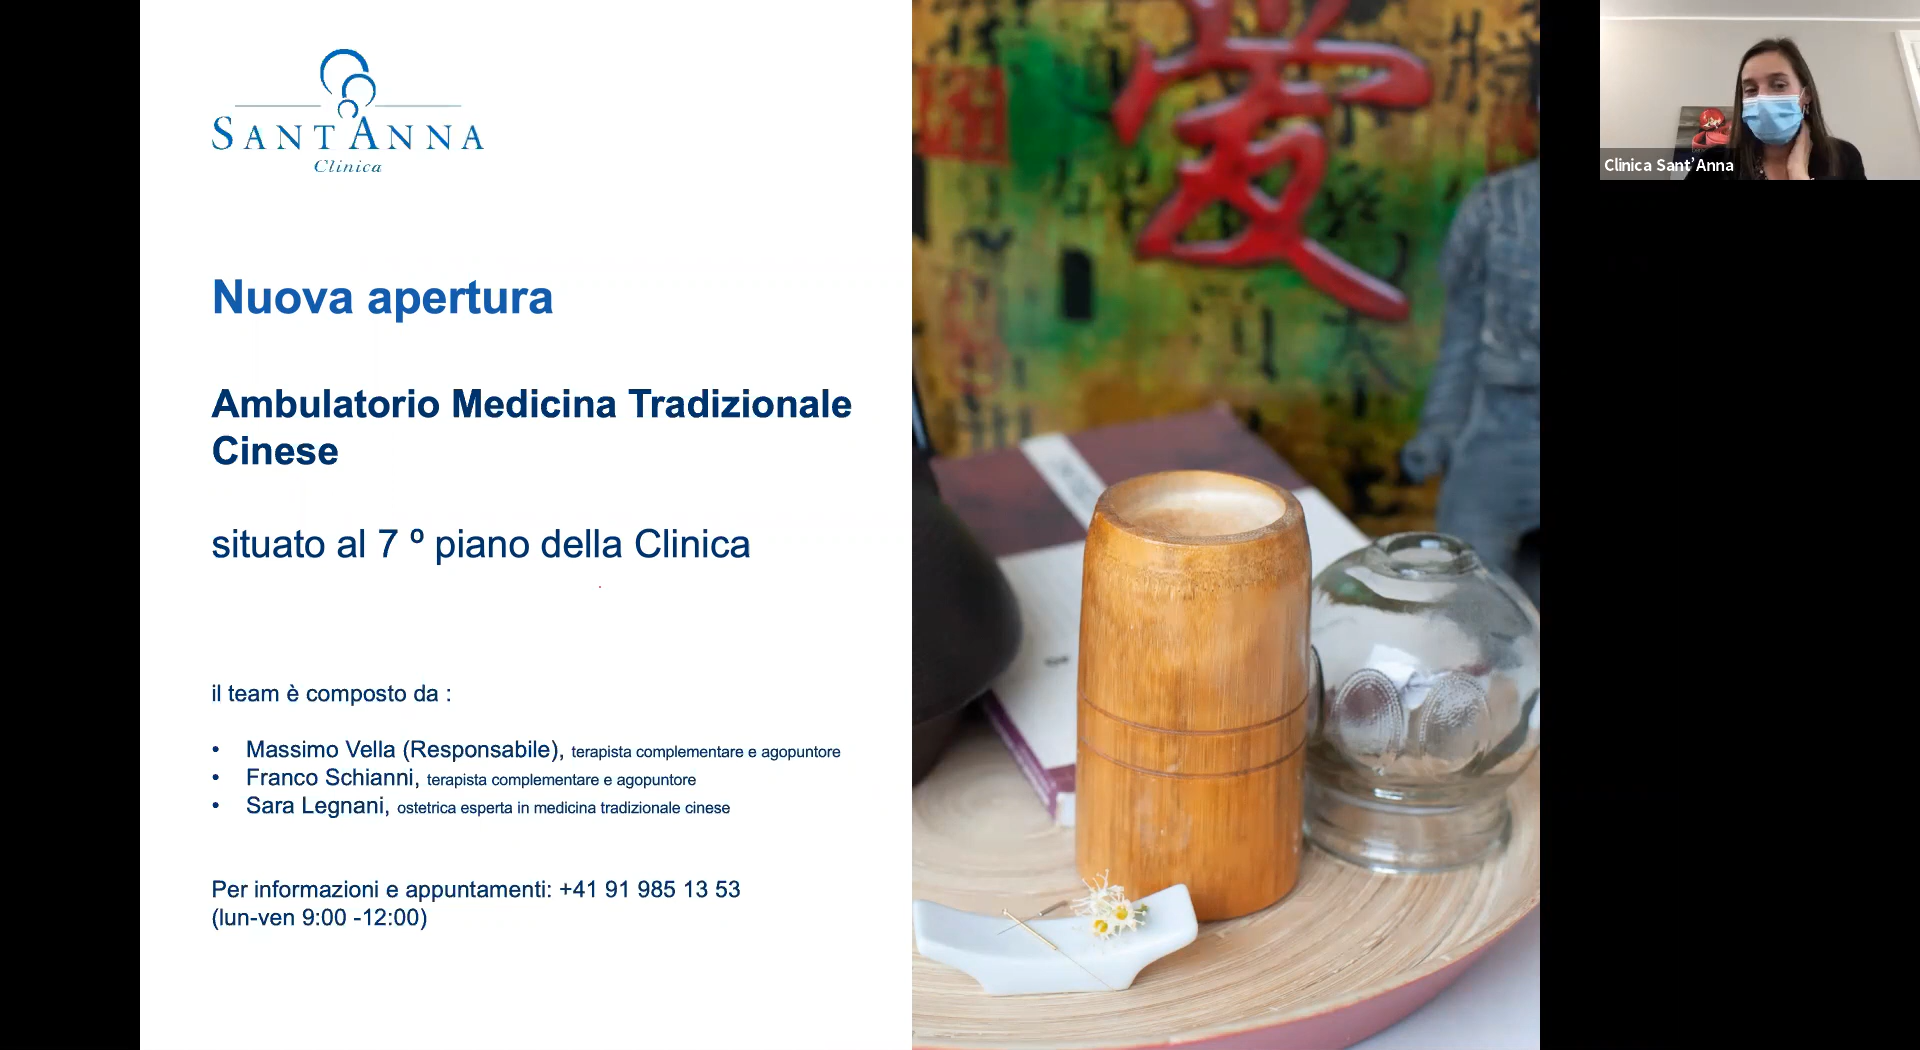 SANT'ANNA
Clinica
Nuova apertura
Ambulatorio Medicina Tradizionale
Cinese
situato al 7 º piano della Clinica
il team è composto da :
• Massimo Vella (Responsabile), terapista complementare e agopuntore
• Franco Schianni, terapista complementare e agopuntore
• Sara Legnani, ostetrica esperta in medicina tradizionale cinese
Per informazioni e appuntamenti: +41 91 985 13 53
(lun-ven 9:00 -12:00)
愛
Clinica Sant'Anna